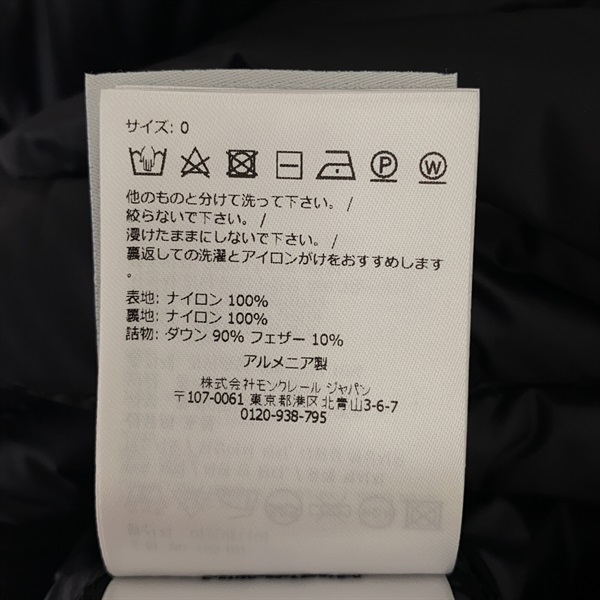 サイズ: 0
P W
他のものと分けて洗って下さい。 /
絞らないで下さい。 /
浸けたままにしないで下さい。 /
裏返しての洗濯とアイロンがけをおすすめします
。
表地: ナイロン 100%
裏地: ナイロン 100%
詰物: ダウン 90% フェザー 10%
アルメニア製
株式会社モンクレール ジャパン
〒107-0061 東京都港区北青山3-6-7
0120-938-795